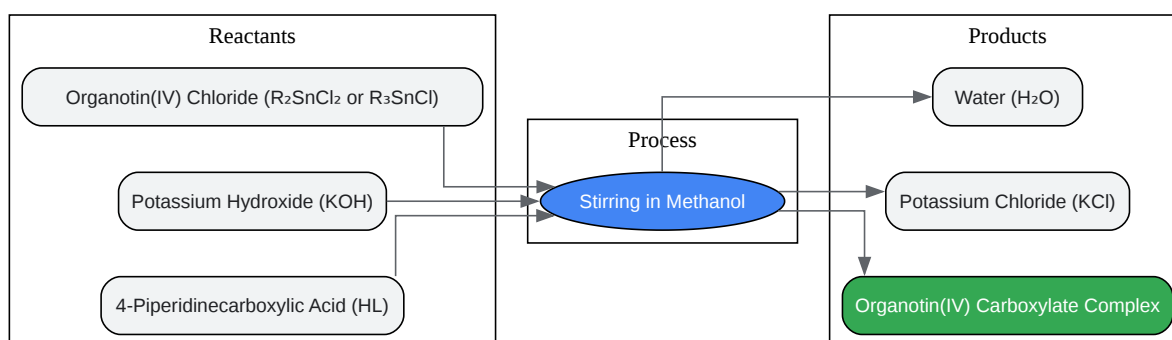 Reactants
Organotin(IV) Chloride (R₂SnCl₂ or R₃SnCl)
Potassium Hydroxide (KOH)
4-Piperidinecarboxylic Acid (HL)
Process
Stirring in Methanol
Products
Water (H₂O)
Potassium Chloride (KCl)
Organotin(IV) Carboxylate Complex